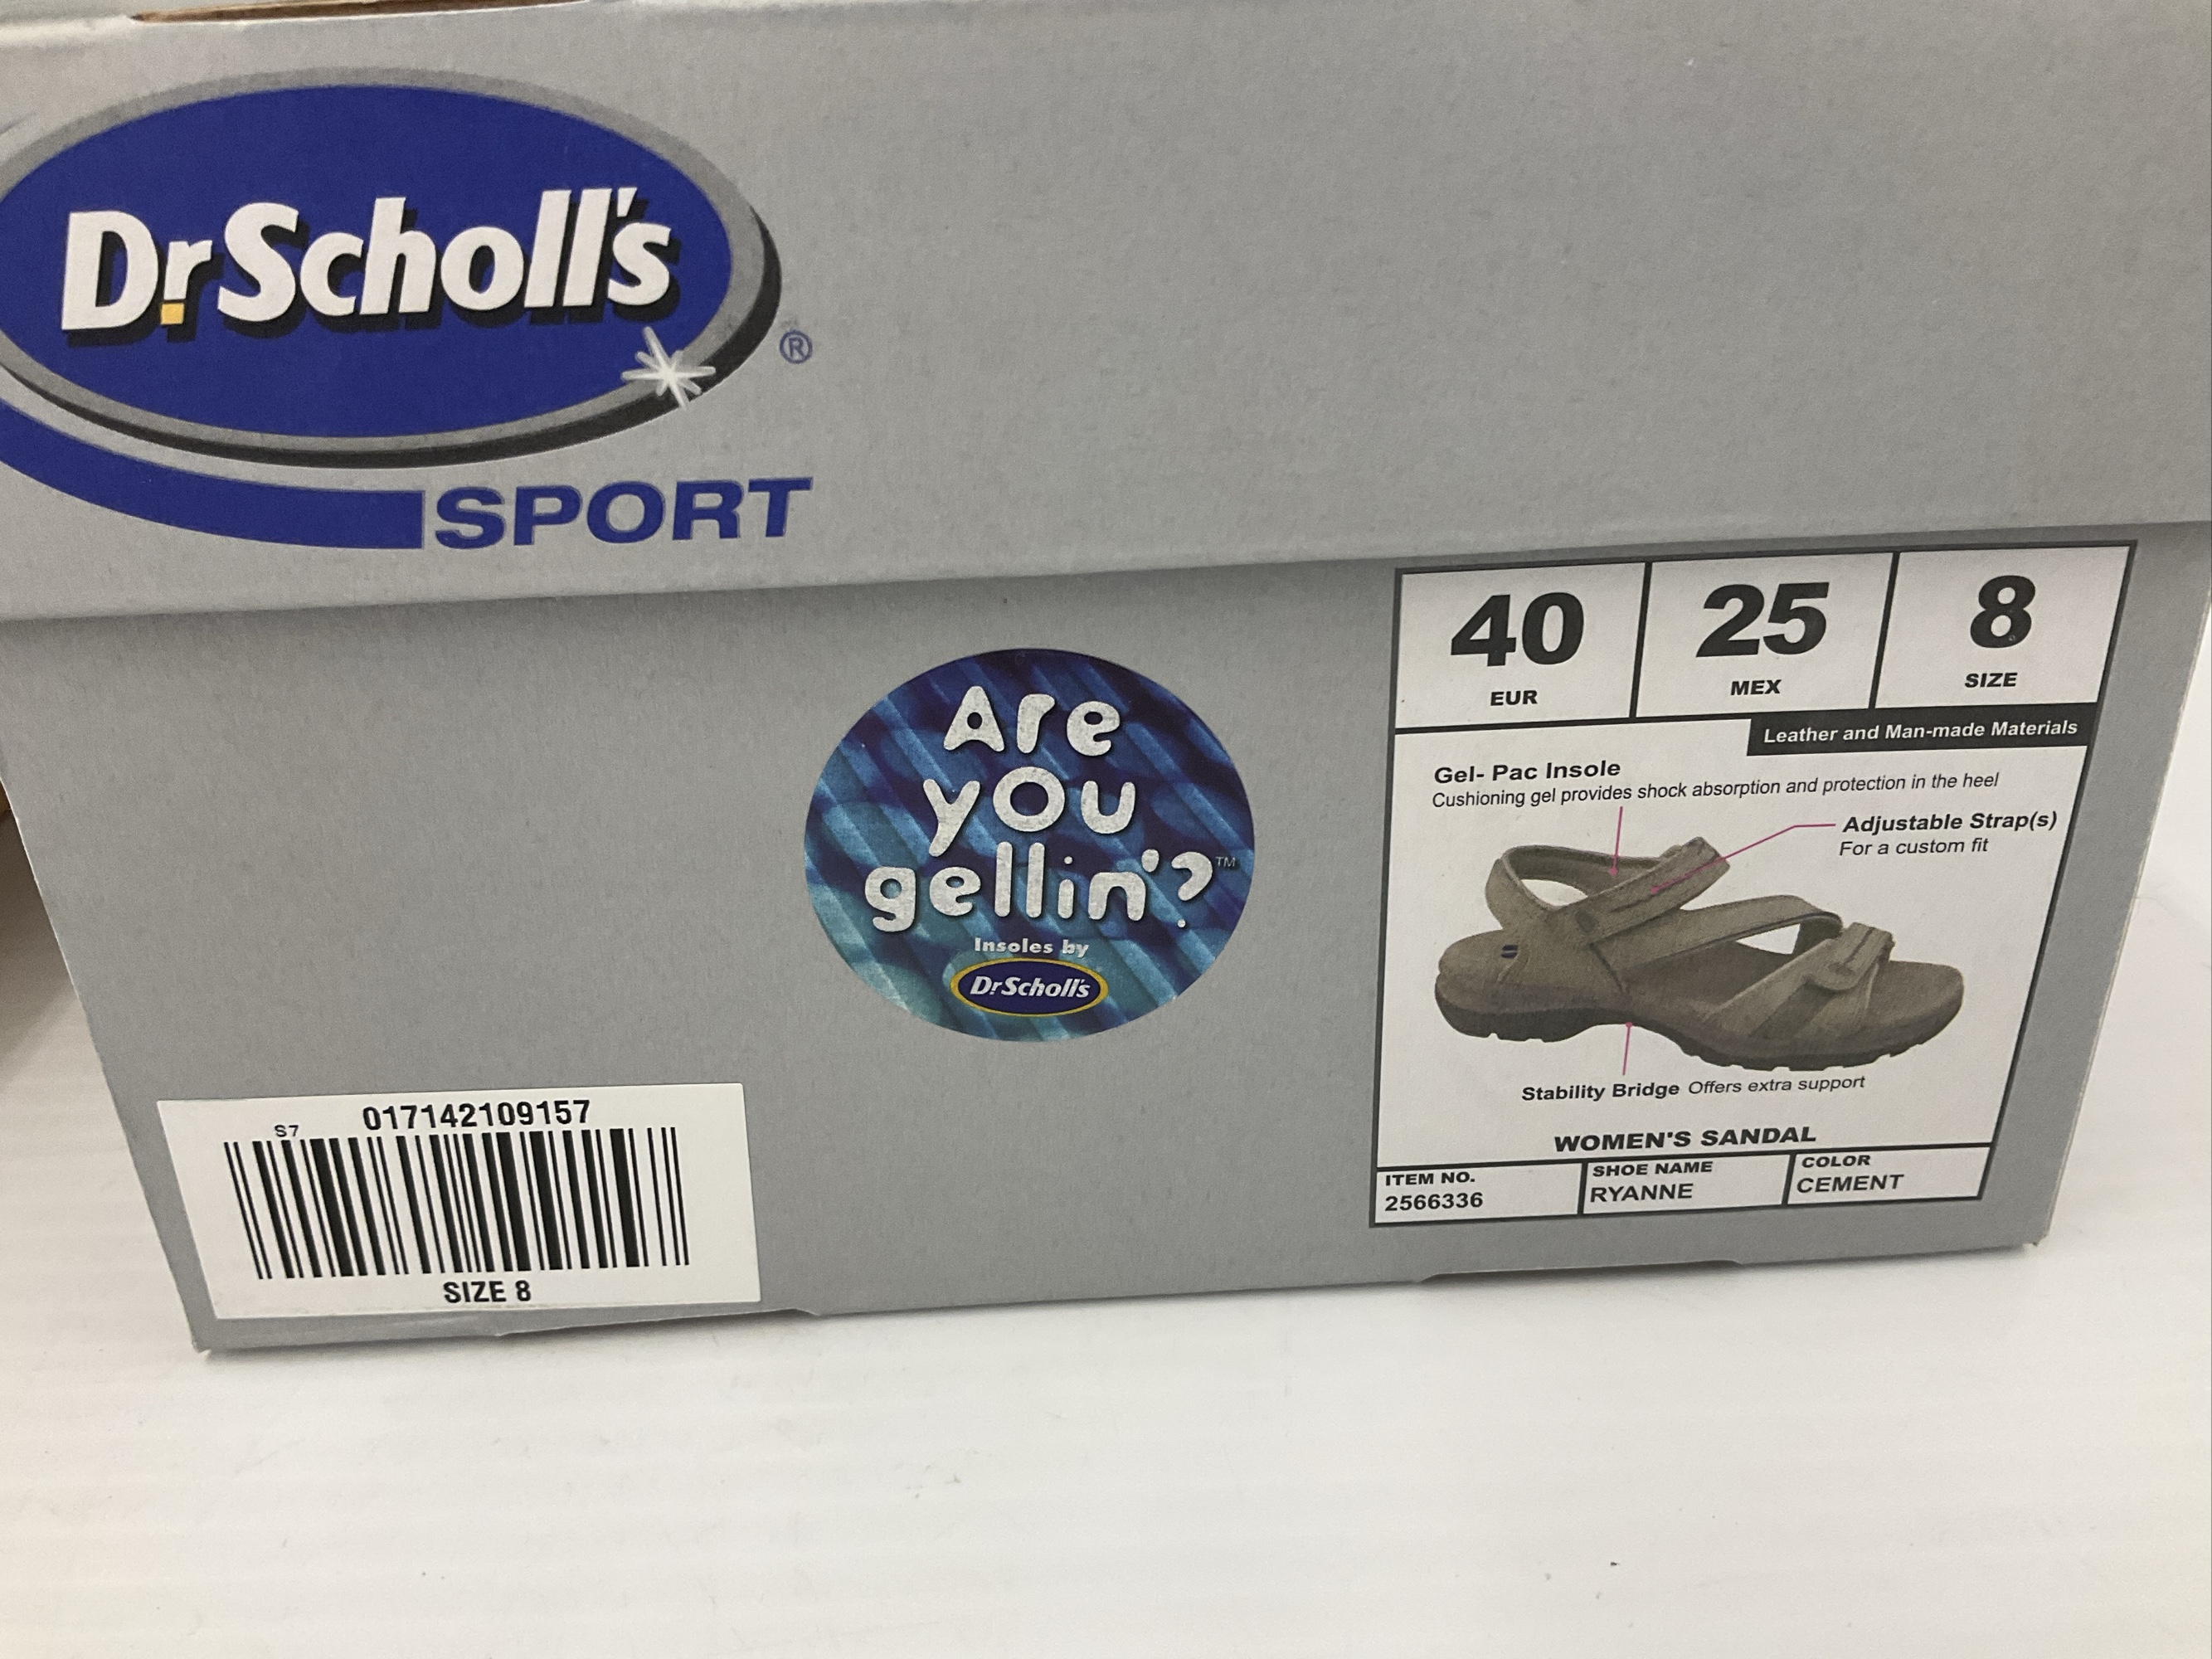 Dr. Scholl's
®
SPORT
Are
you
gellin'?™
Insoles by
Dr. Scholl's
S7
017142109157
SIZE 8
40
EUR
25
MEX
8
SIZE
Leather and Man-made Materials
Gel- Pac Insole
Cushioning gel provides shock absorption and protection in the heel
Adjustable Strap(s)
For a custom fit
Stability Bridge Offers extra support
WOMEN'S SANDAL
ITEM NO.
2566336
SHOE NAME
RYANNE
COLOR
CEMENT